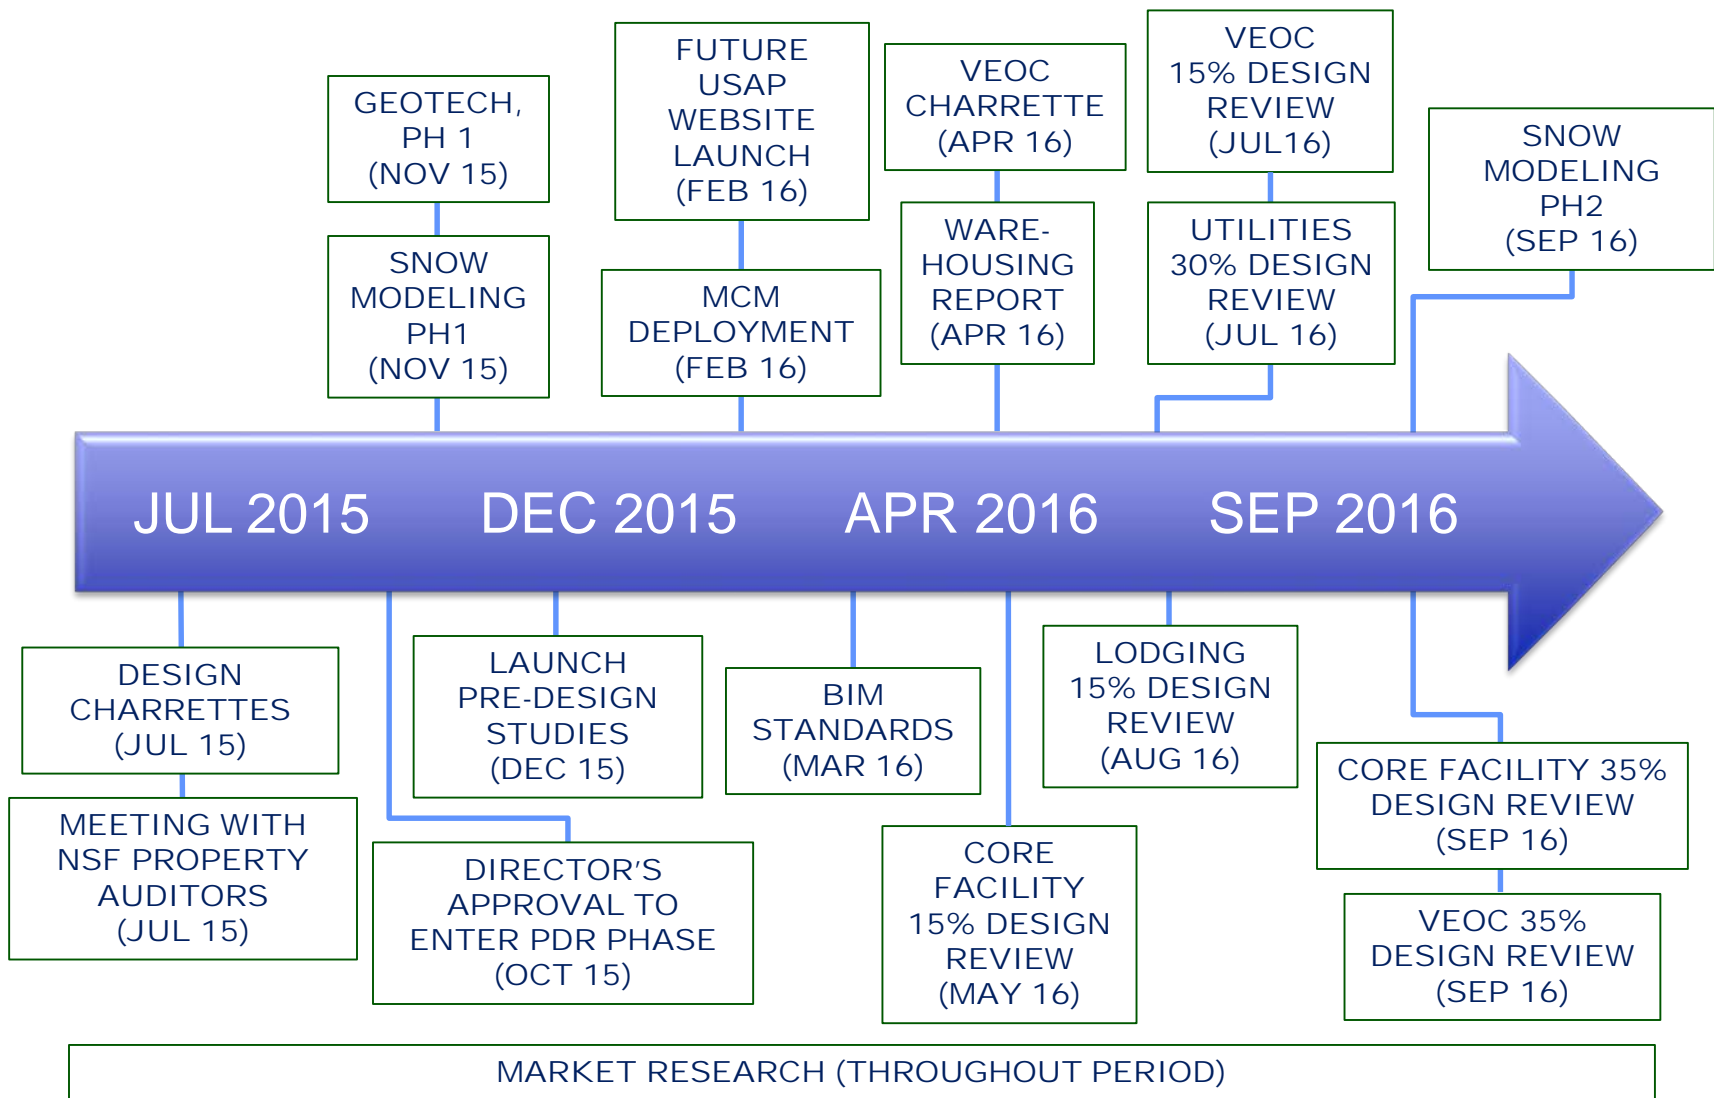 GEOTECH,
PH 1
(NOV 15)
SNOW
MODELING
PH1
(NOV 15)
FUTURE
USAP
WEBSITE
LAUNCH
(FEB 16)
MCM
DEPLOYMENT
(FEB 16)
VEOC
CHARRETTE
(APR 16)
WARE-
HOUSING
REPORT
(APR 16)
VEOC
15% DESIGN
REVIEW
(JUL16)
UTILITIES
30% DESIGN
REVIEW
(JUL 16)
SNOW
MODELING
PH2
(SEP 16)
JUL 2015 DEC 2015 APR 2016 SEP 2016
DESIGN
CHARRETTES
(JUL 15)
MEETING WITH
NSF PROPERTY
AUDITORS
(JUL 15)
DIRECTOR’S
APPROVAL TO
ENTER PDR PHASE
(OCT 15)
LAUNCH
PRE-DESIGN
STUDIES
(DEC 15)
BIM
STANDARDS
(MAR 16)
CORE
FACILITY
15% DESIGN
REVIEW
(MAY 16)
LODGING
15% DESIGN
REVIEW
(AUG 16)
CORE FACILITY 35%
DESIGN REVIEW
(SEP 16)
VEOC 35%
DESIGN REVIEW
(SEP 16)
MARKET RESEARCH (THROUGHOUT PERIOD)